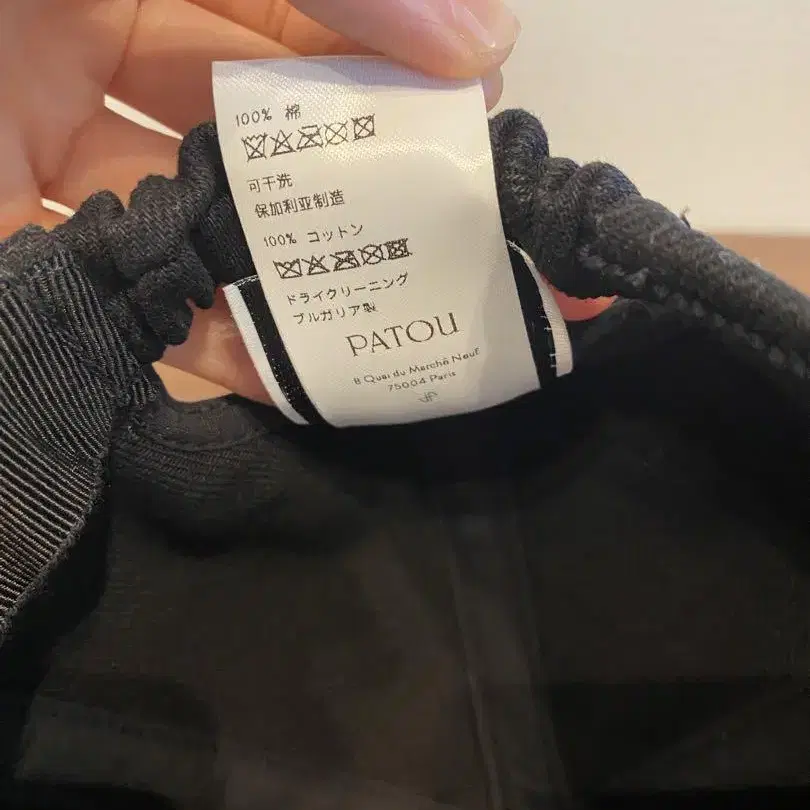 100% 棉
可干洗
保加利亚制造
100% コットン
ドライクリーニング
ブルガリア製
PATOU
8 Quai du Marché Neuf
75004 Paris
JP